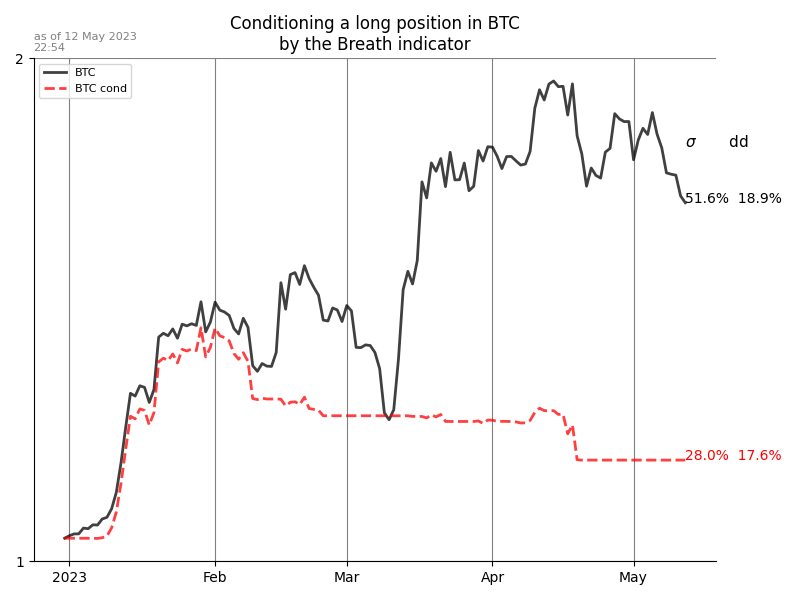 Conditioning a long position in BTC
by the Breath indicator
as of 12 May 2023
22:54
2
BTC
BTC cond
σ dd
51.6% 18.9%
28.0% 17.6%
1
2023 Feb Mar Apr May